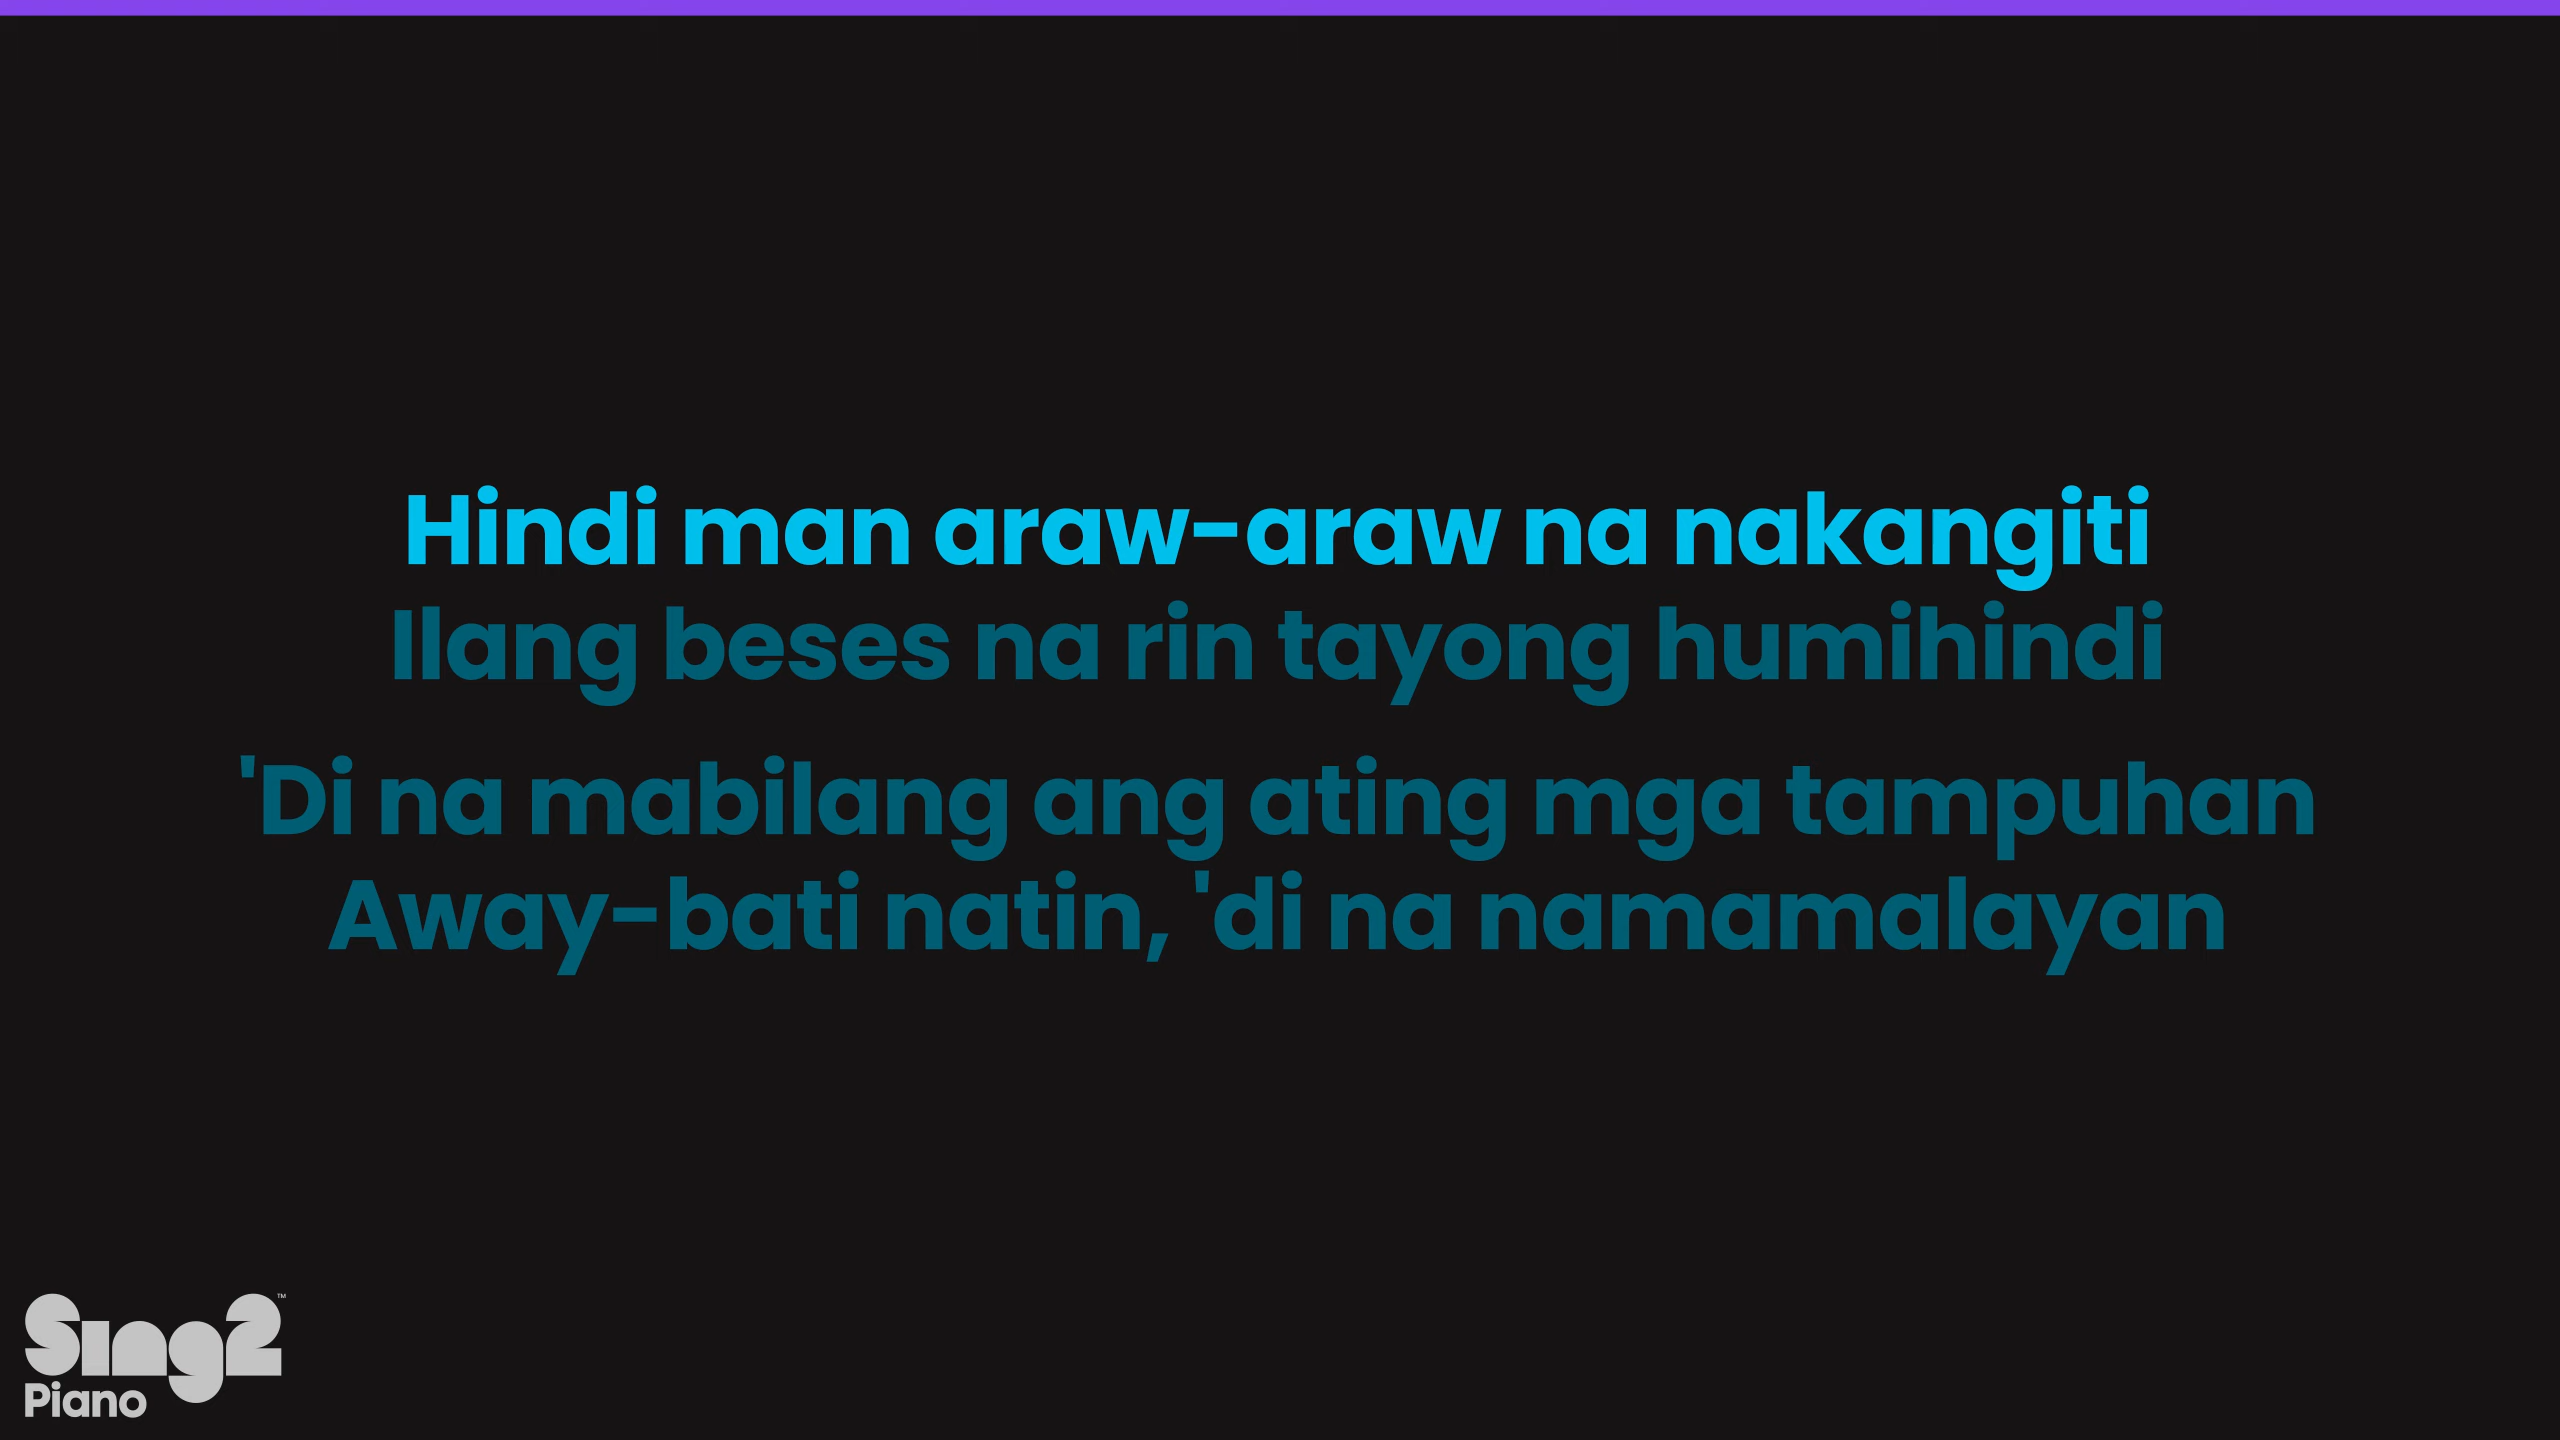 Hindi man araw-araw na nakangiti
Ilang beses na rin tayong humihindi
'Di na mabilang ang ating mga tampuhan
Away-bati natin, 'di na namamalayan
Sing2™
Piano